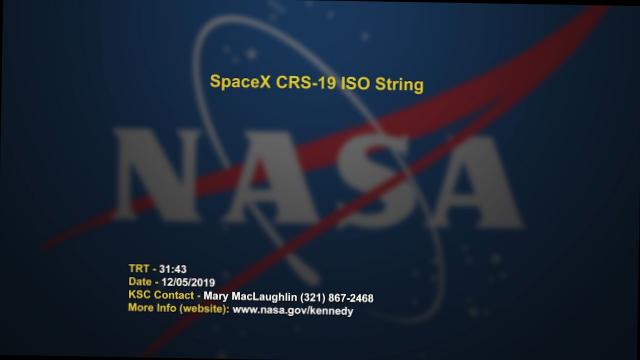 SpaceX CRS-19 ISO String
NASA
TRT - 31:43
Date - 12/05/2019
KSC Contact - Mary MacLaughlin (321) 867-2468
More Info (website): www.nasa.gov/kennedy